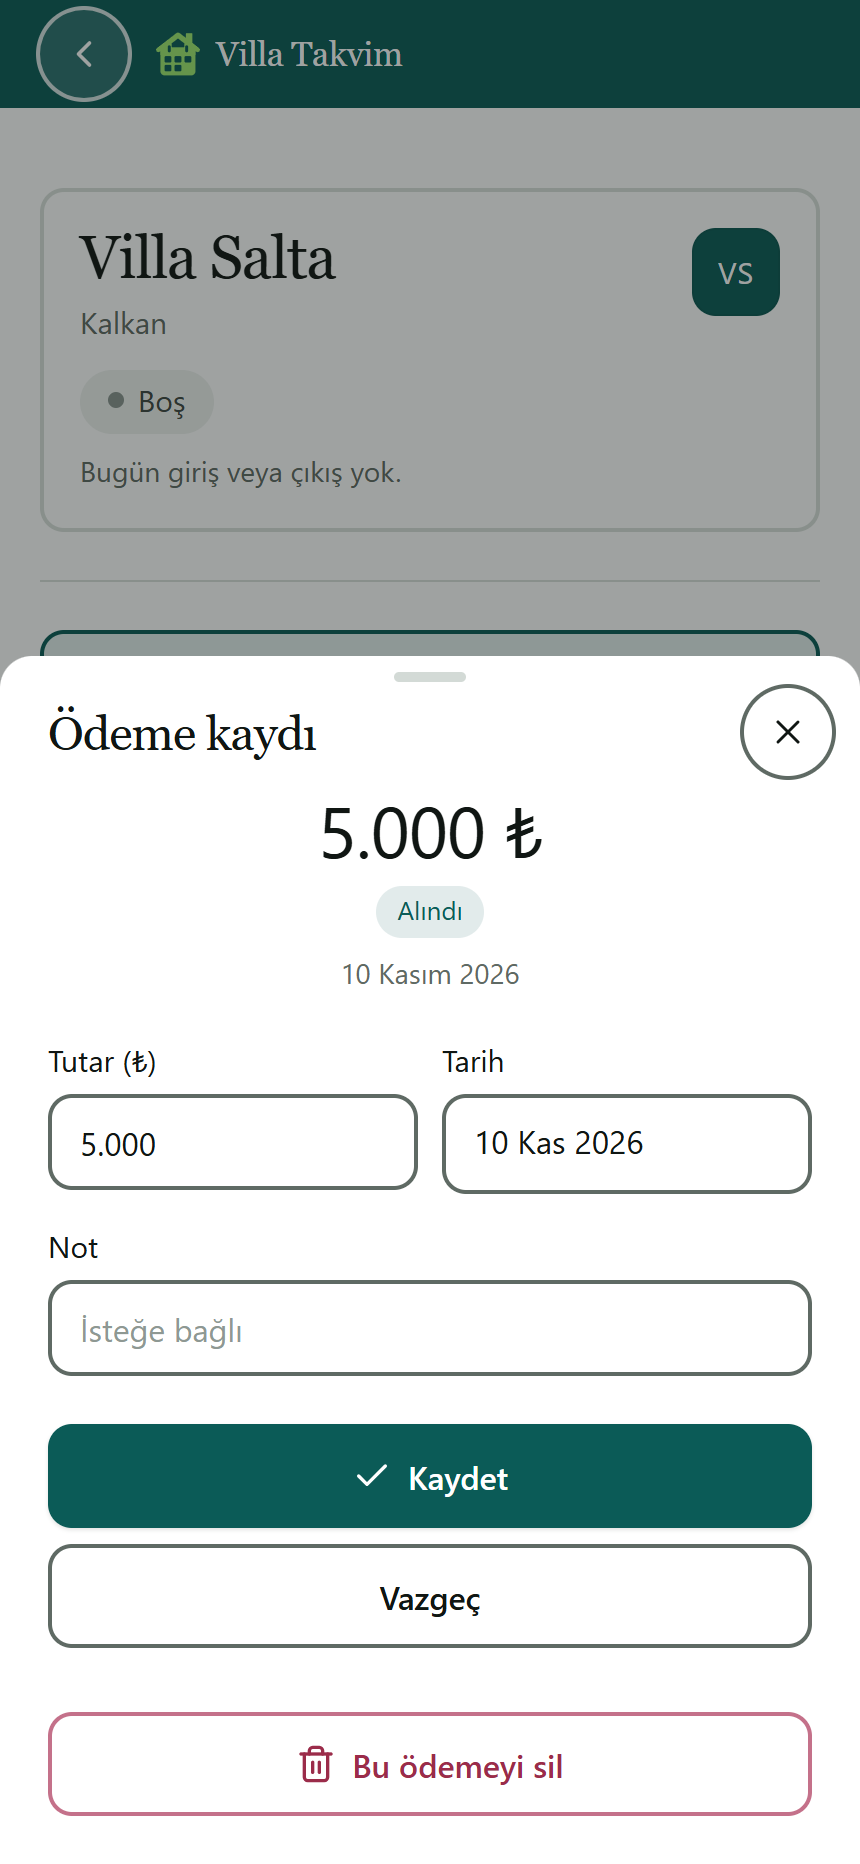 Villa Takvim
Villa Salta
VS
Kalkan
Boş
Bugün giriş veya çıkış yok.
Ödeme kaydı
5.000 ₺
Alındı
10 Kasım 2026
Tutar (₺)
Tarih
5.000
10 Kas 2026
Not
İsteğe bağlı
Kaydet
Vazgeç
Bu ödemeyi sil